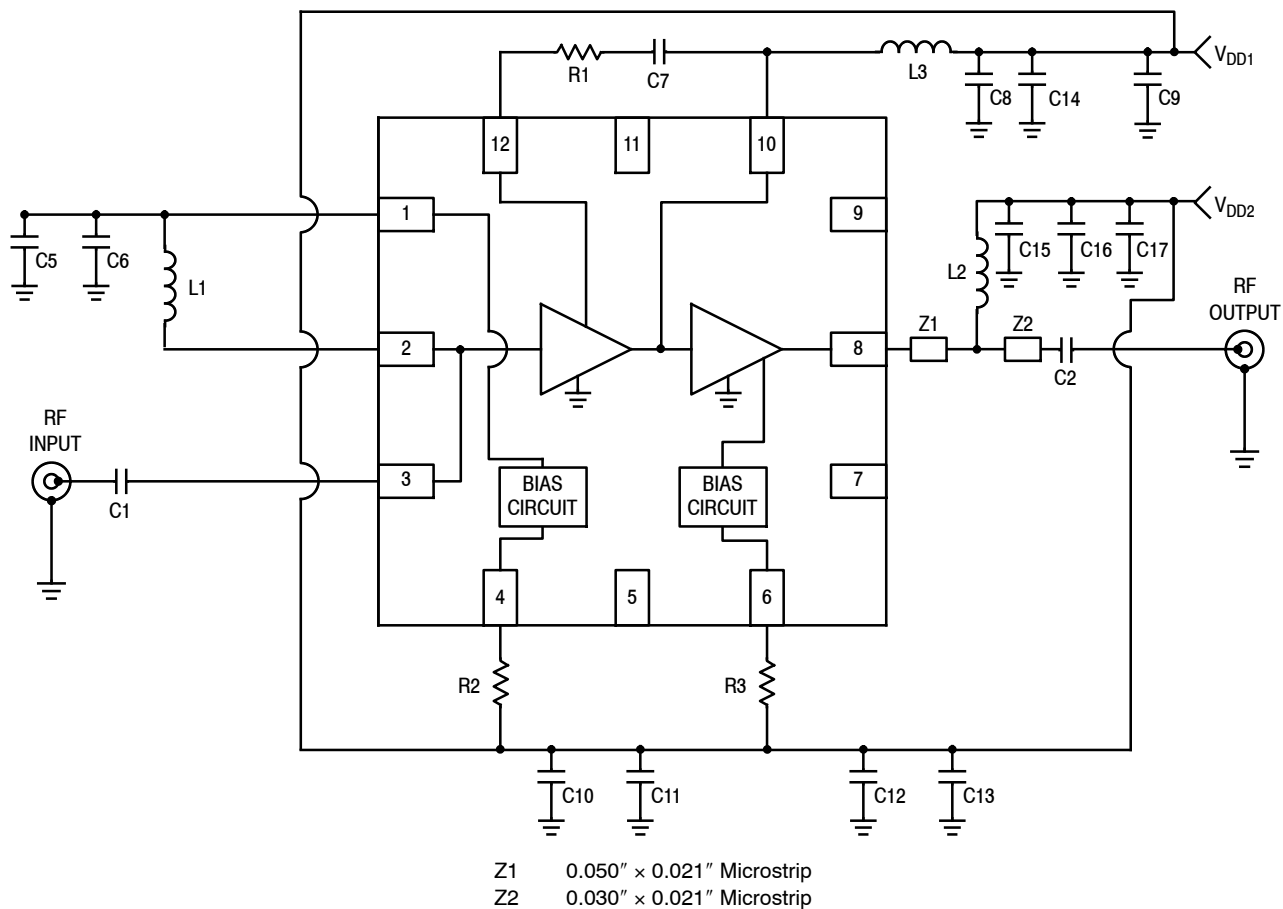 R1
C7
L3
C8
C14
C9
VDD1
12
11
10
1
9
VDD2
C5
C6
L1
C15
C16
C17
L2
RF
OUTPUT
2
8
Z1
Z2
C2
RF
INPUT
C1
3
BIAS
CIRCUIT
BIAS
CIRCUIT
7
4
5
6
R2
R3
C10
C11
C12
C13
Z1 0.050″ × 0.021″ Microstrip
Z2 0.030″ × 0.021″ Microstrip